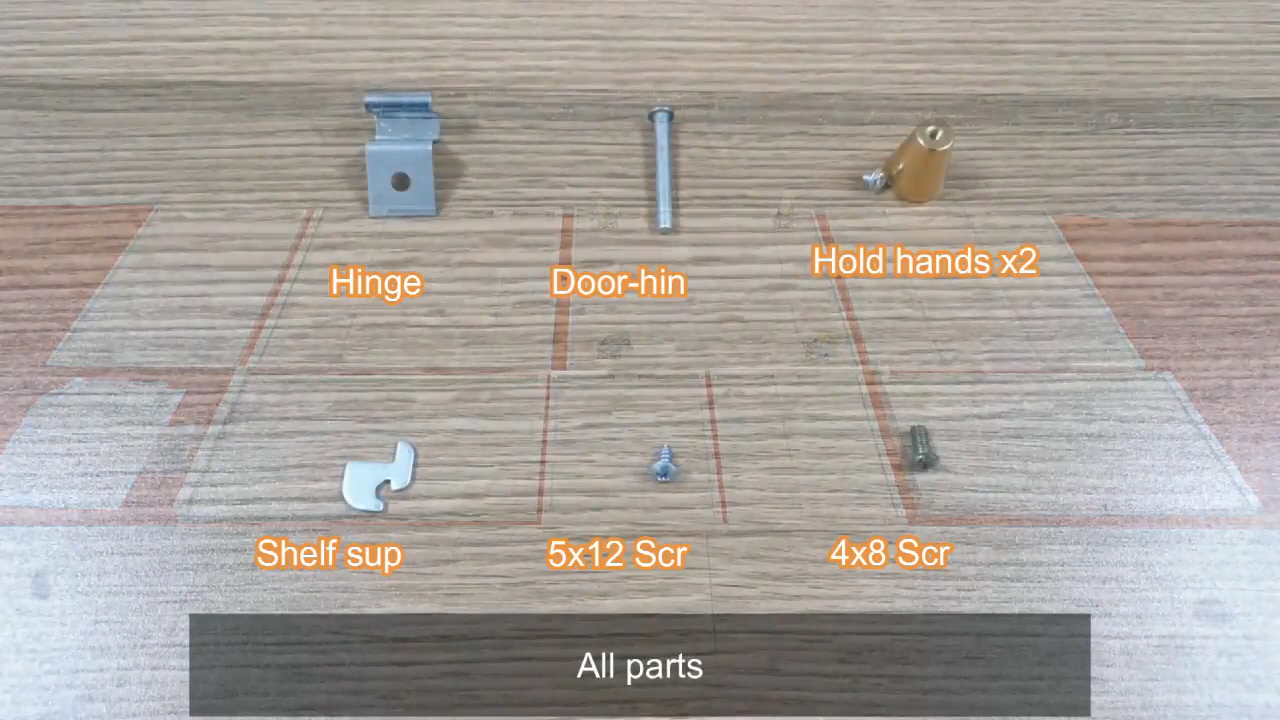 Hinge
Door-hin
Hold hands x2
Shelf sup
5x12 Scr
4x8 Scr
All parts